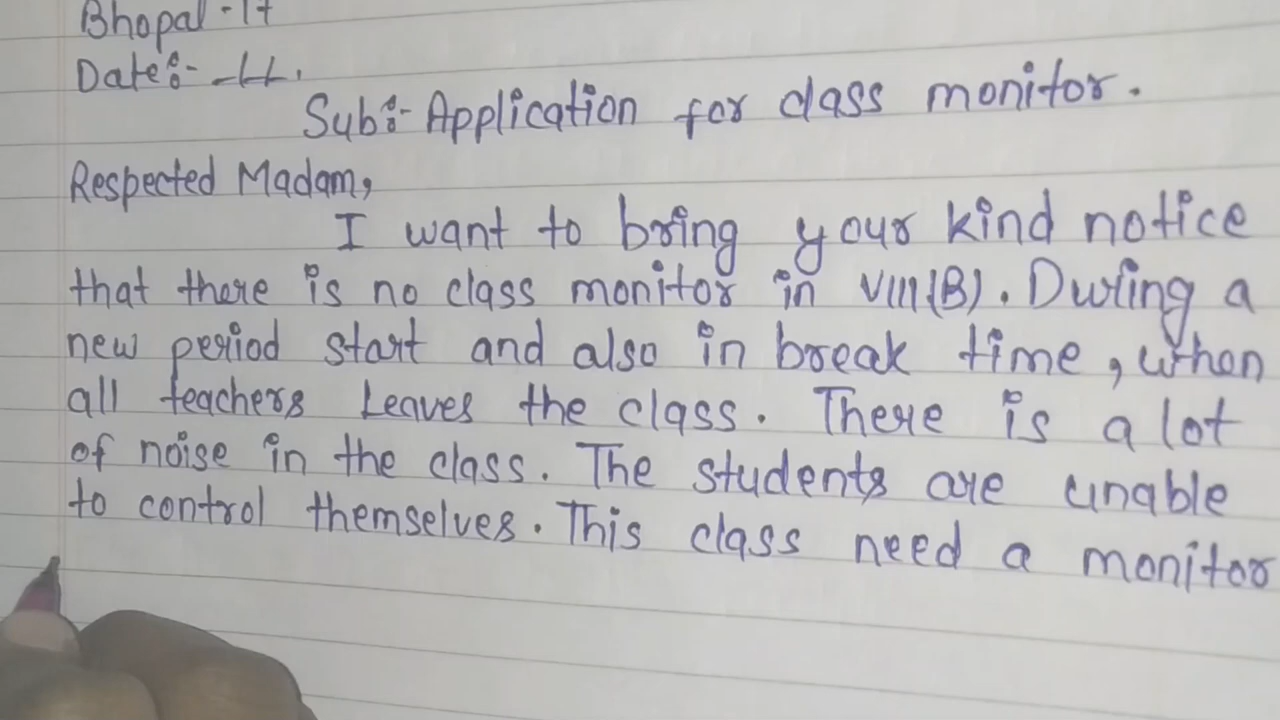 Bhopal - 17
Date:- _/_/.
Sub:- Application for class monitor.
Respected Madam,
I want to bring your kind notice
that there is no class monitor in VIII(B). During a
new period start and also in break time, when
all teachers Leaves the class. There is a lot
of noise in the class. The students are unable
to control themselves. This class need a monitor